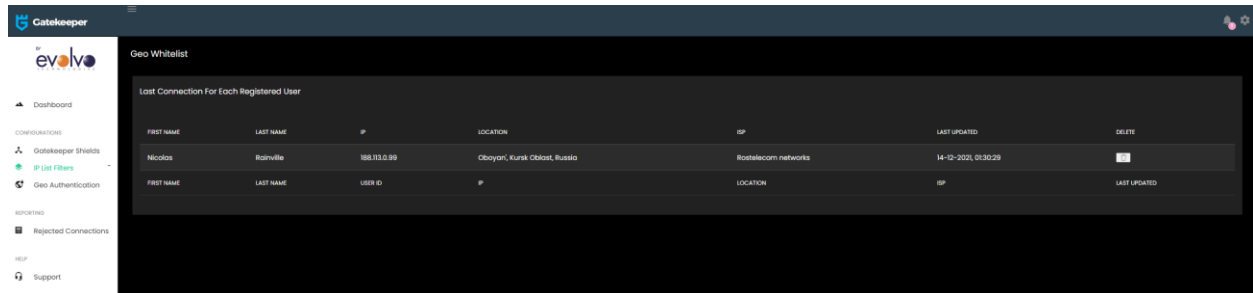 Gatekeeper
BY
evolvo
Geo Whitelist
Last Connection For Each Registered User
Dashboard
CONFIGURATIONS
Gatekeeper Shields
IP List Filters
Geo Authentication
REPORTING
Rejected Connections
HELP
Support
FIRST NAME LAST NAME IP LOCATION ISP LAST UPDATED DELETE
Nicolas Rainville 188.113.0.99 Oboyan', Kursk Oblast, Russia Rostelecom networks 14-12-2021, 01:30:29
FIRST NAME LAST NAME USER ID IP LOCATION ISP LAST UPDATED